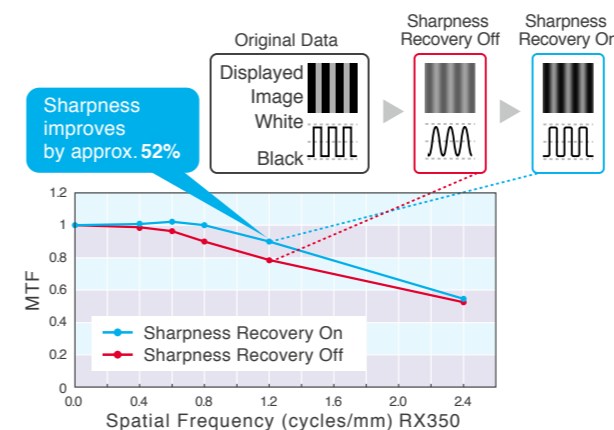 Original Data
Sharpness
Recovery Off
Sharpness
Recovery On
Displayed
Image
White
Black
Sharpness
improves
by approx. 52%
MTF
1.2
1
0.8
0.6
0.4
0.2
0
Sharpness Recovery On
Sharpness Recovery Off
0.0 0.4 0.6 0.8 1.2 1.6 2.0 2.4
Spatial Frequency (cycles/mm) RX350